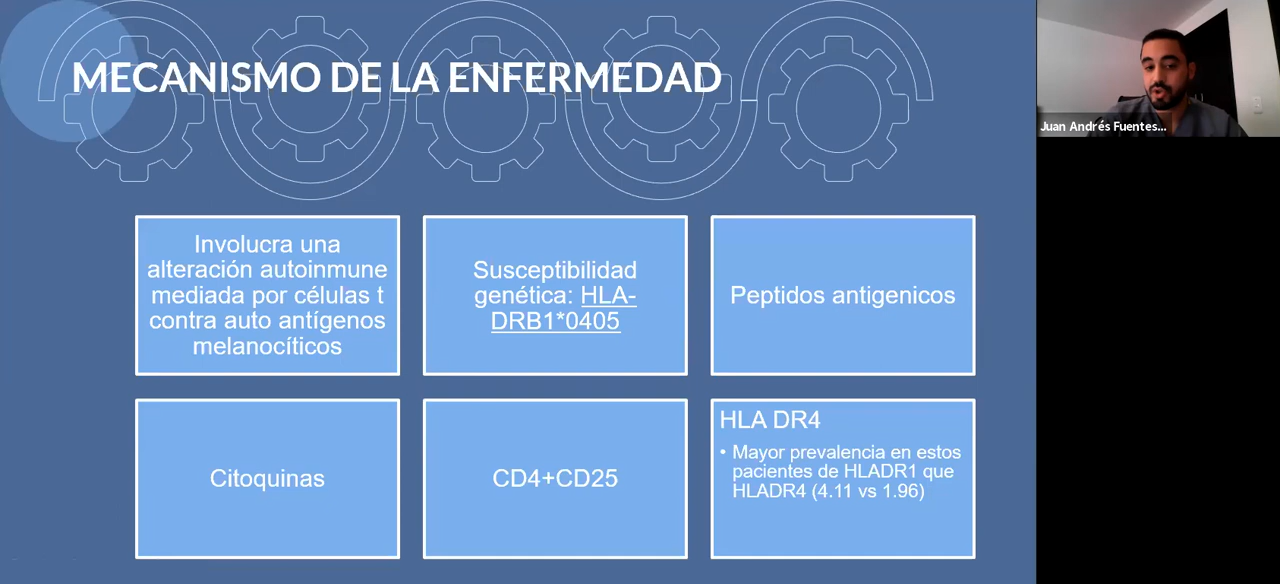 MECANISMO DE LA ENFERMEDAD
Juan Andrés Fuentes...
Involucra una
alteración autoinmune
mediada por células t
contra auto antígenos
melanocíticos
Susceptibilidad
genética: HLA-
DRB1*0405
Peptidos antigenicos
Citoquinas
CD4+CD25
HLA DR4
• Mayor prevalencia en estos
pacientes de HLADR1 que
HLADR4 (4.11 vs 1.96)